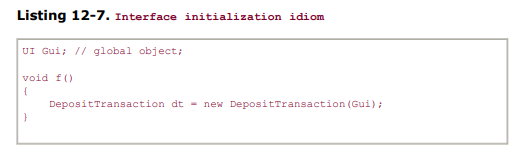 Listing 12-7. Interface initialization idiom
UI Gui; // global object;
void f()
{
DepositTransaction dt = new DepositTransaction(Gui);
}